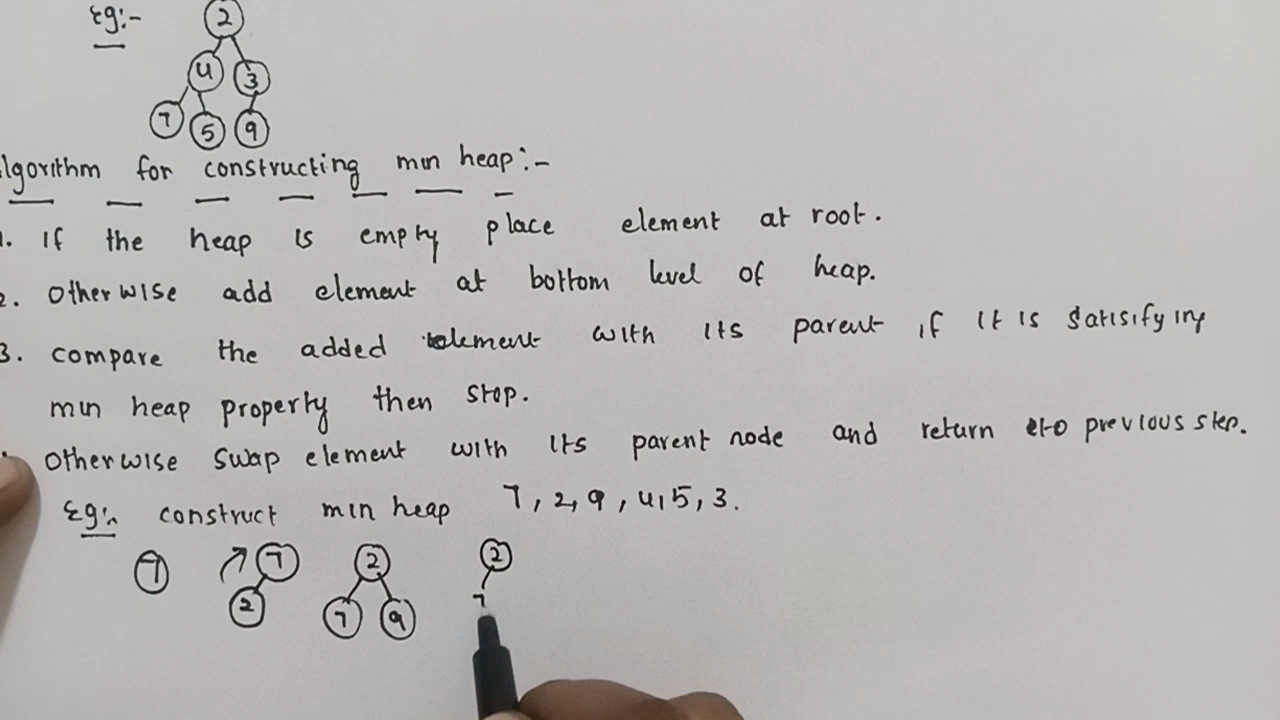 Eg:-
2
4 3
7 5 9
lgorithm for constructing min heap:-
1. If the heap is empty place element at root.
2. Otherwise add element at bottom level of heap.
3. compare the added element with its parent if it is satisifying
min heap property then stop.
Otherwise swap element with its parent node and return to previous step.
Eg:- construct min heap 7, 2, 9, 4, 5, 3.
7 7 2 2
2 7 9 7